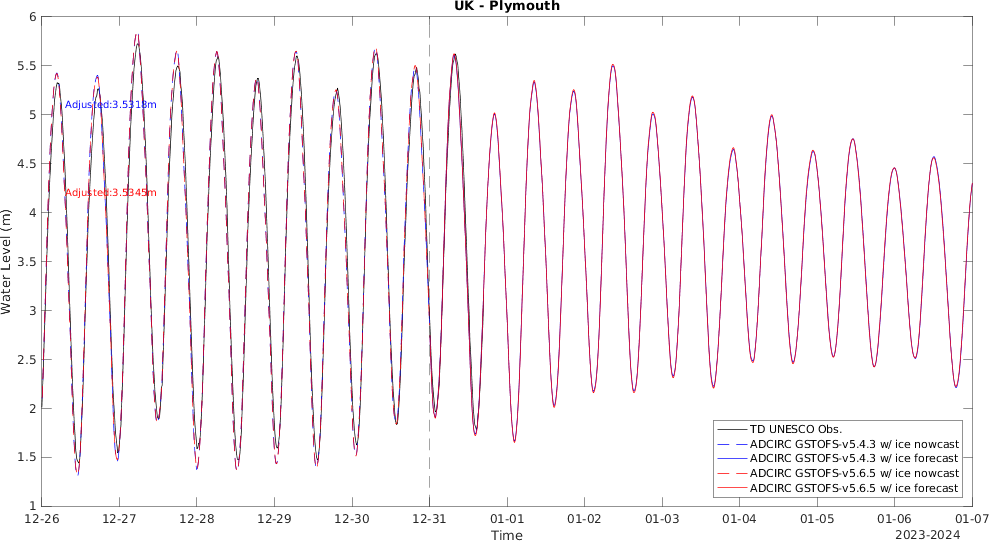 UK - Plymouth
6
5.5
5
4.5
4
3.5
3
2.5
2
1.5
1
Water Level (m)
Adjusted:3.5318m
Adjusted:3.5345m
TD UNESCO Obs.
ADCIRC GSTOFS-v5.4.3 w/ ice nowcast
ADCIRC GSTOFS-v5.4.3 w/ ice forecast
ADCIRC GSTOFS-v5.6.5 w/ ice nowcast
ADCIRC GSTOFS-v5.6.5 w/ ice forecast
12-26 12-27 12-28 12-29 12-30 12-31 01-01 01-02 01-03 01-04 01-05 01-06 01-07
Time
2023-2024